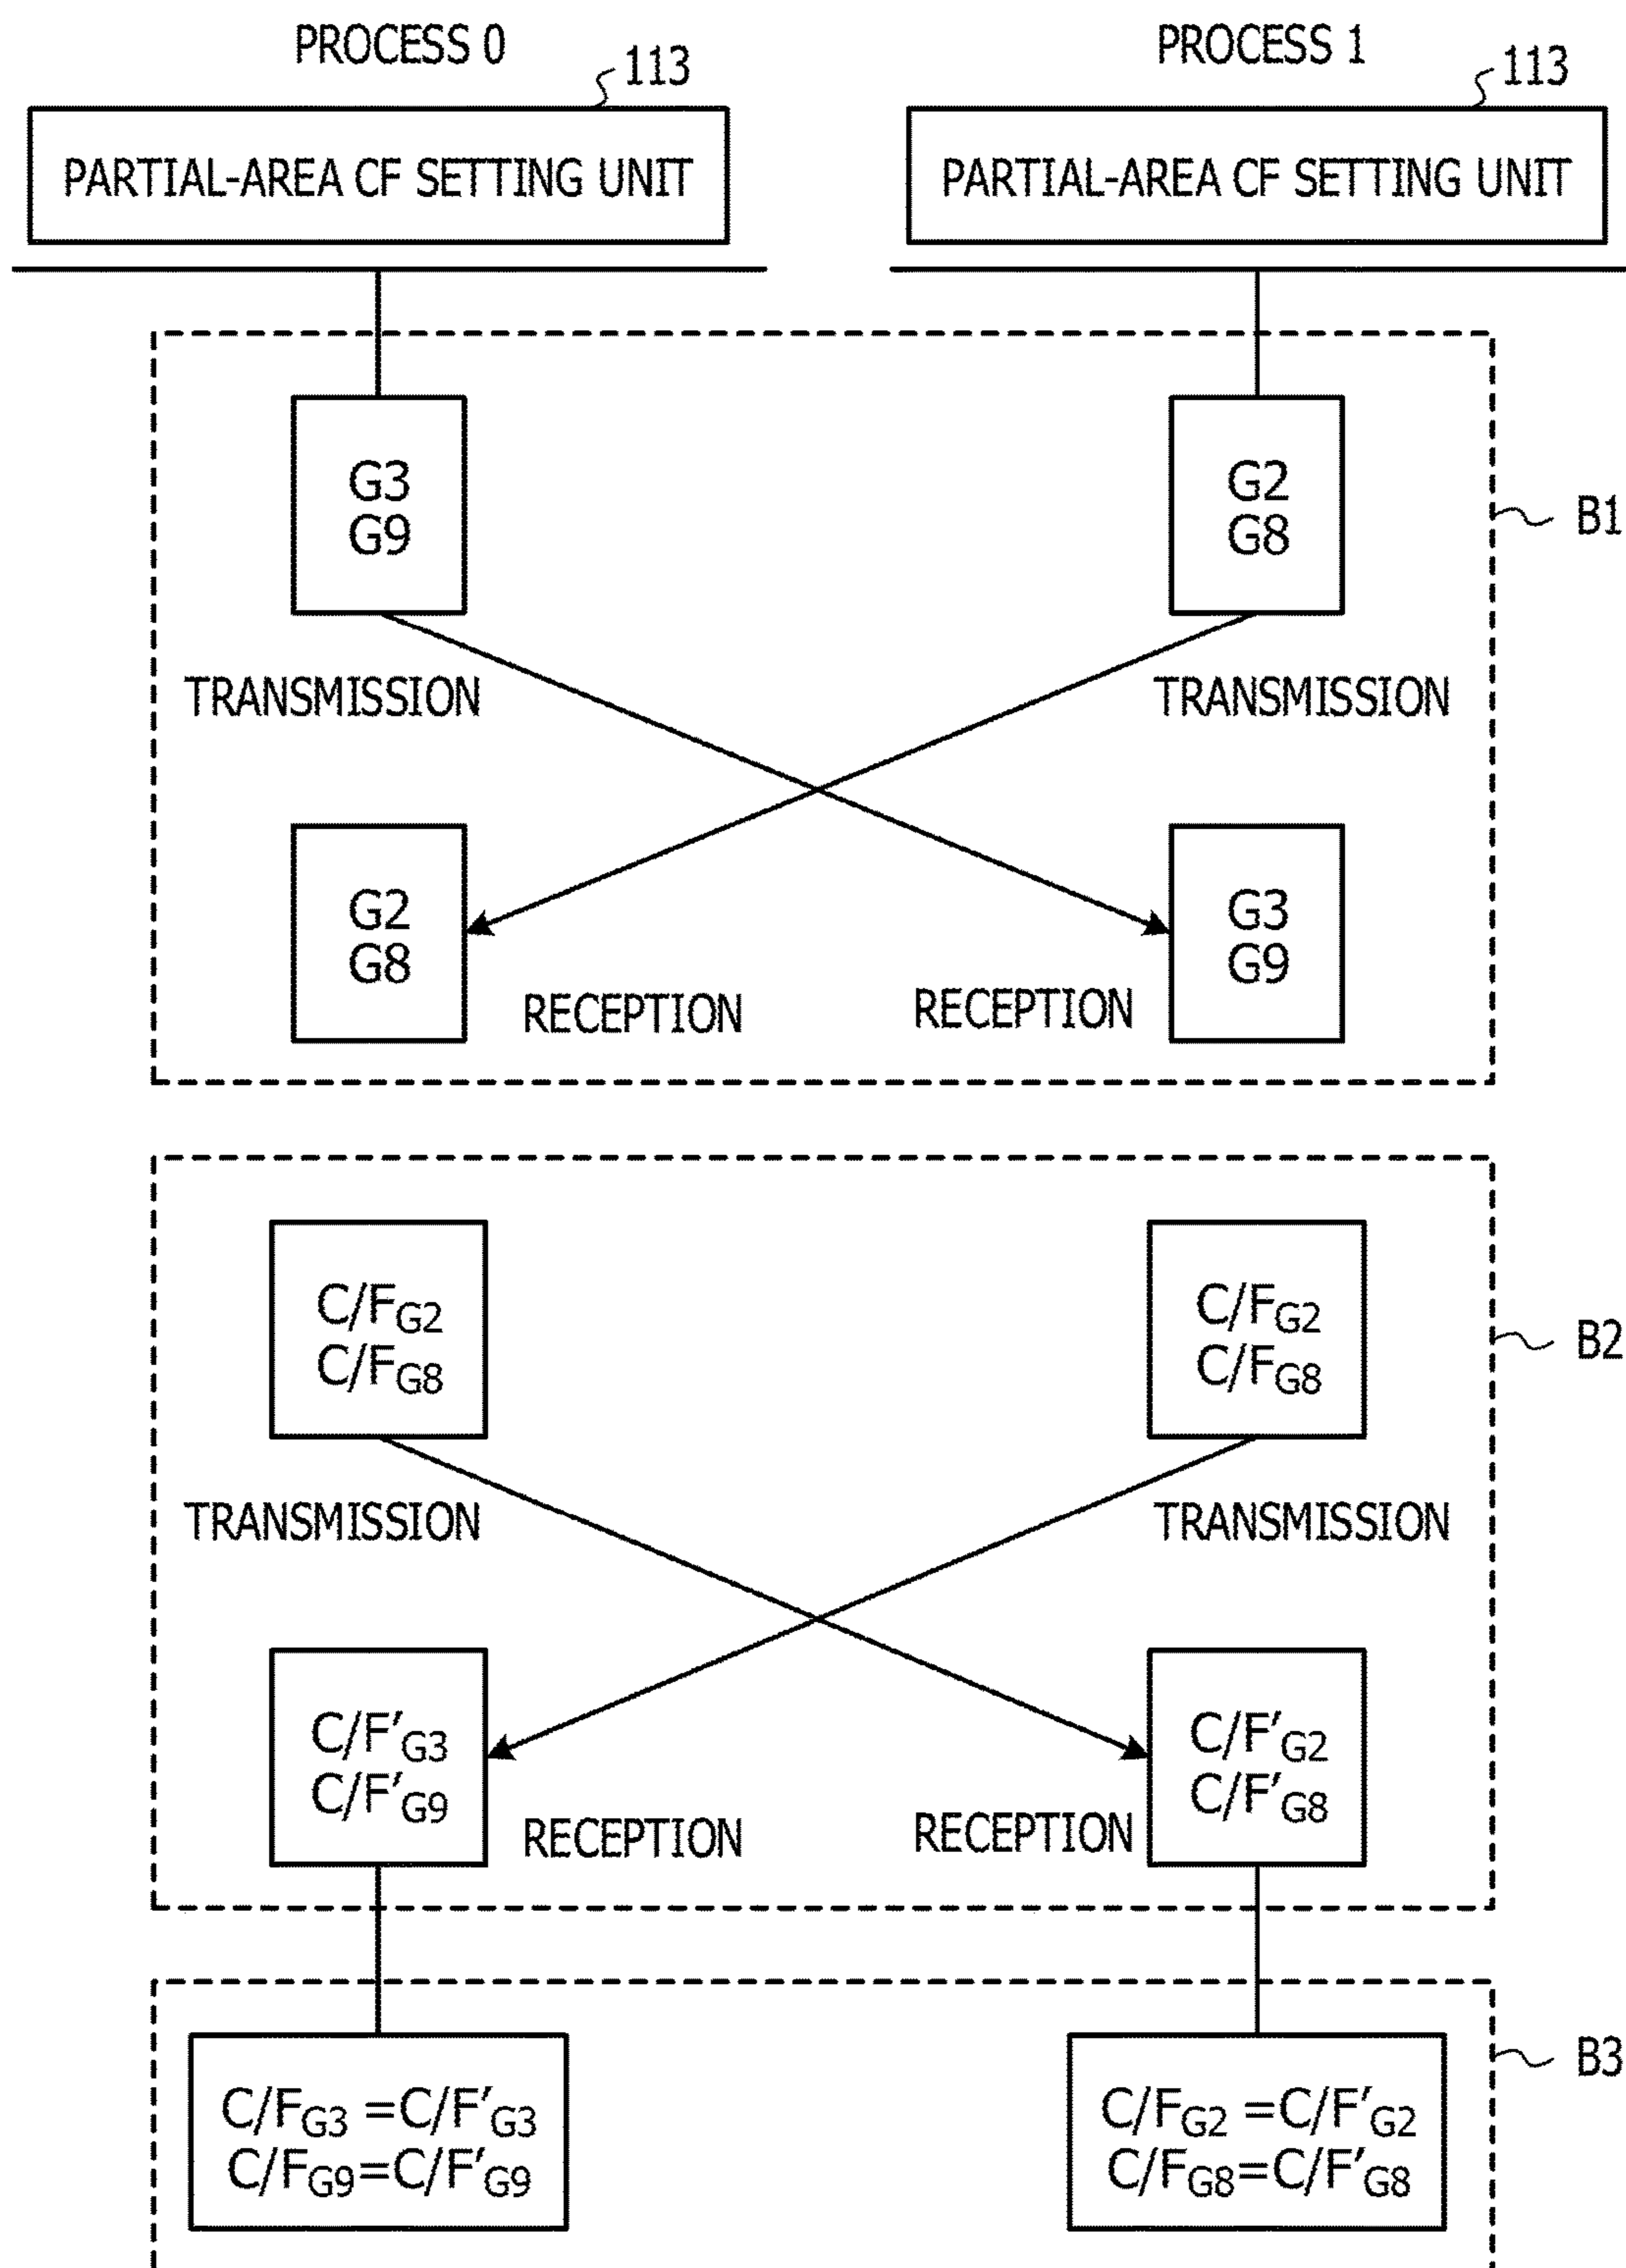 PROCESS 0 PROCESS 1
113 113
PARTIAL-AREA CF SETTING UNIT PARTIAL-AREA CF SETTING UNIT
G3 G2
G9 G8
B1
TRANSMISSION TRANSMISSION
G2 G3
G8 G9
RECEPTION RECEPTION
C/FG2 C/FG2
C/FG8 C/FG8
B2
TRANSMISSION TRANSMISSION
C/F'G3 C/F'G2
C/F'G9 C/F'G8
RECEPTION RECEPTION
B3
C/FG3 =C/F'G3 C/FG2 =C/F'G2
C/FG9=C/F'G9 C/FG8=C/F'G8